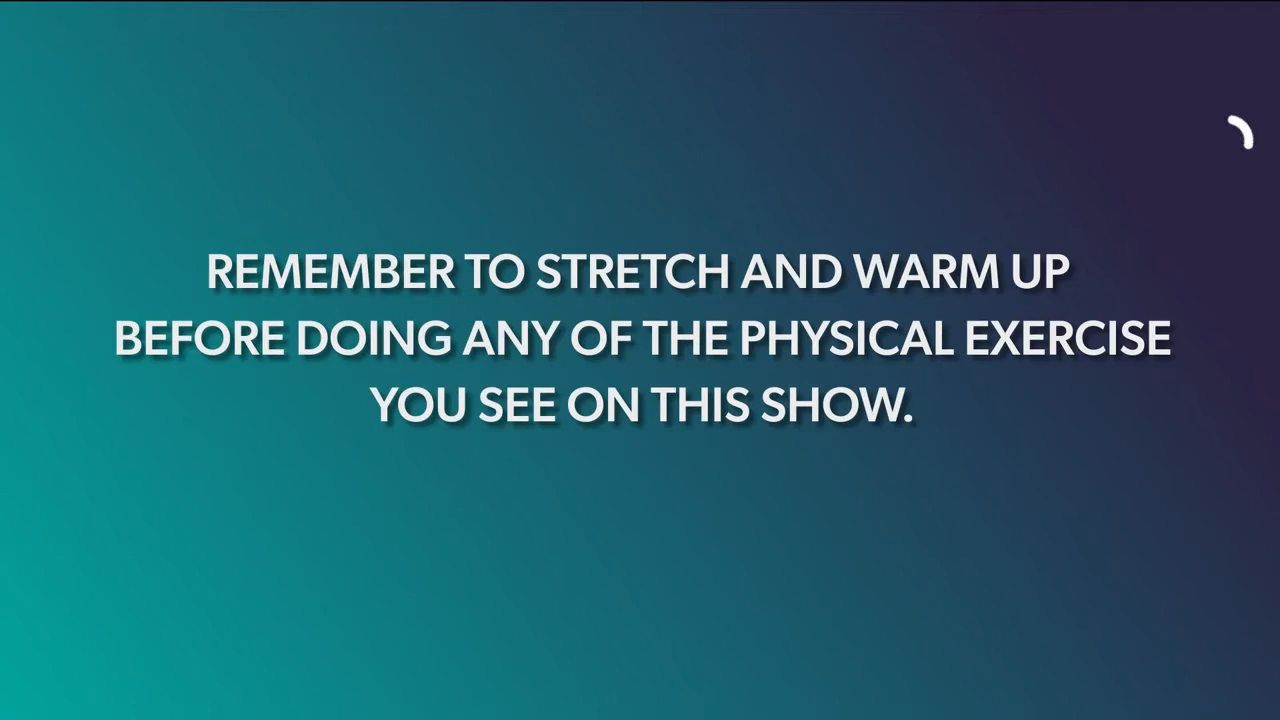 REMEMBER TO STRETCH AND WARM UP
BEFORE DOING ANY OF THE PHYSICAL EXERCISE
YOU SEE ON THIS SHOW.